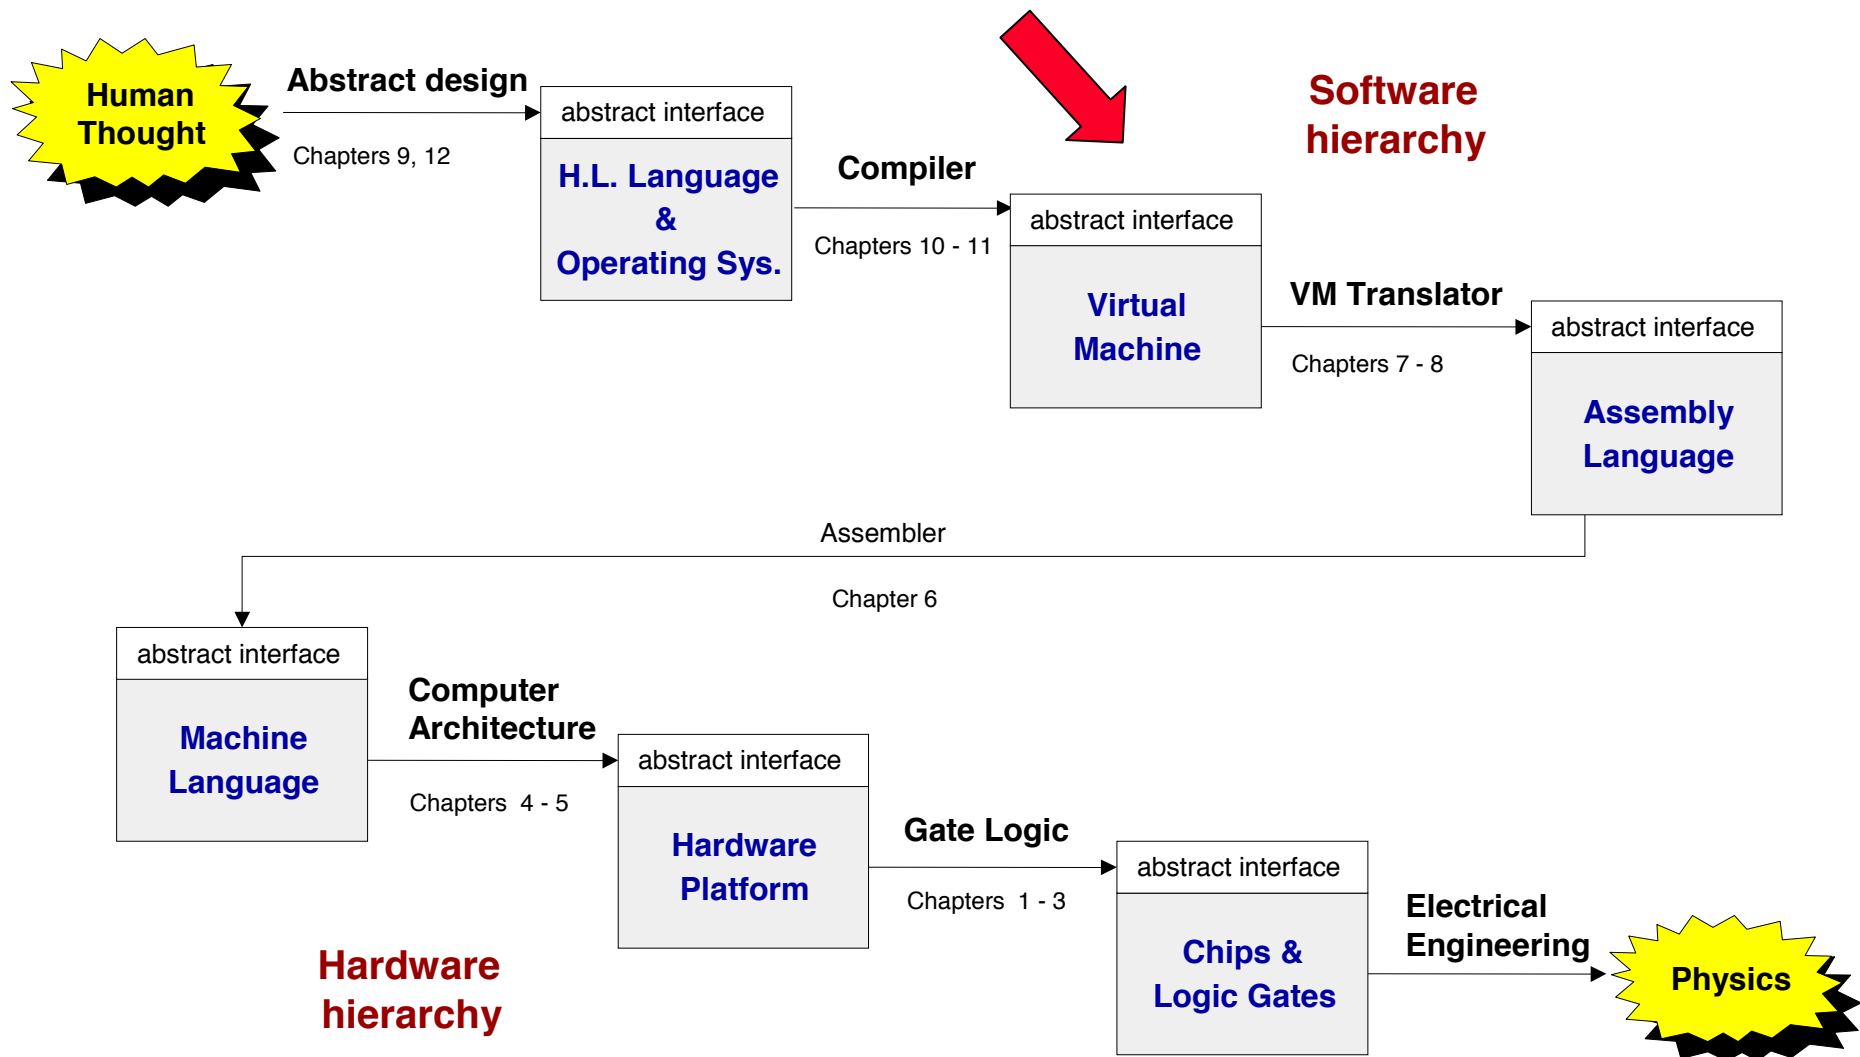 Human
Thought
Abstract design
Chapters 9, 12
abstract interface
H.L. Language
&
Operating Sys.
Compiler
Chapters 10 - 11
Software
hierarchy
abstract interface
Virtual
Machine
VM Translator
Chapters 7 - 8
abstract interface
Assembly
Language
Assembler
Chapter 6
abstract interface
Machine
Language
Computer
Architecture
Chapters  4 - 5
abstract interface
Hardware
Platform
Gate Logic
Chapters  1 - 3
abstract interface
Chips &
Logic Gates
Electrical
Engineering
Physics
Hardware
hierarchy